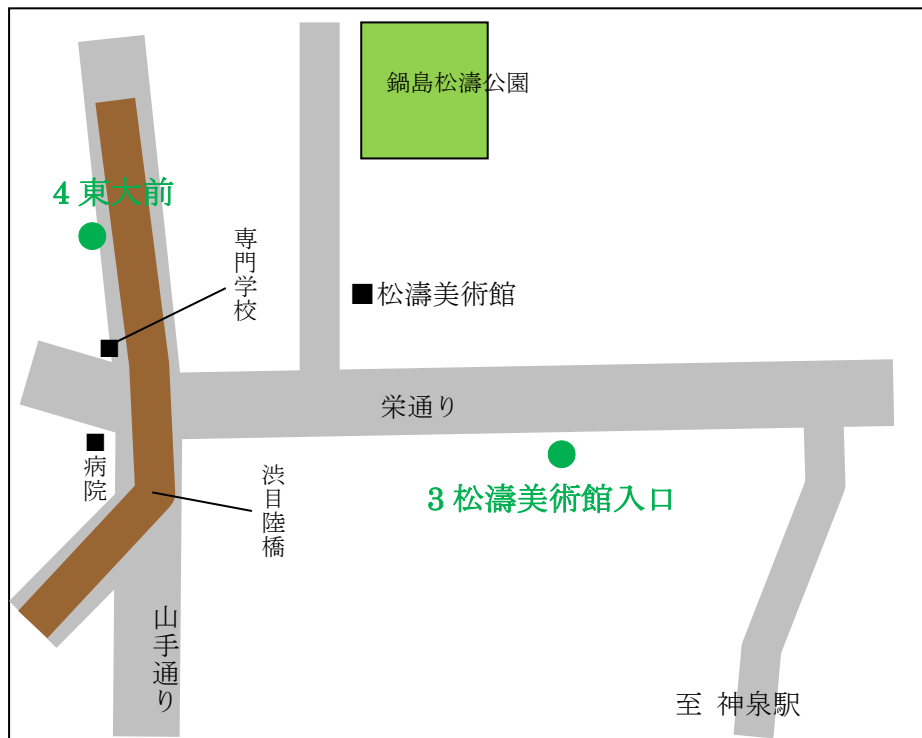 鍋島松濤公園
4 東大前
専門学校
■松濤美術館
栄通り
病院
渋目陸橋
3 松濤美術館入口
山手通り
至 神泉駅